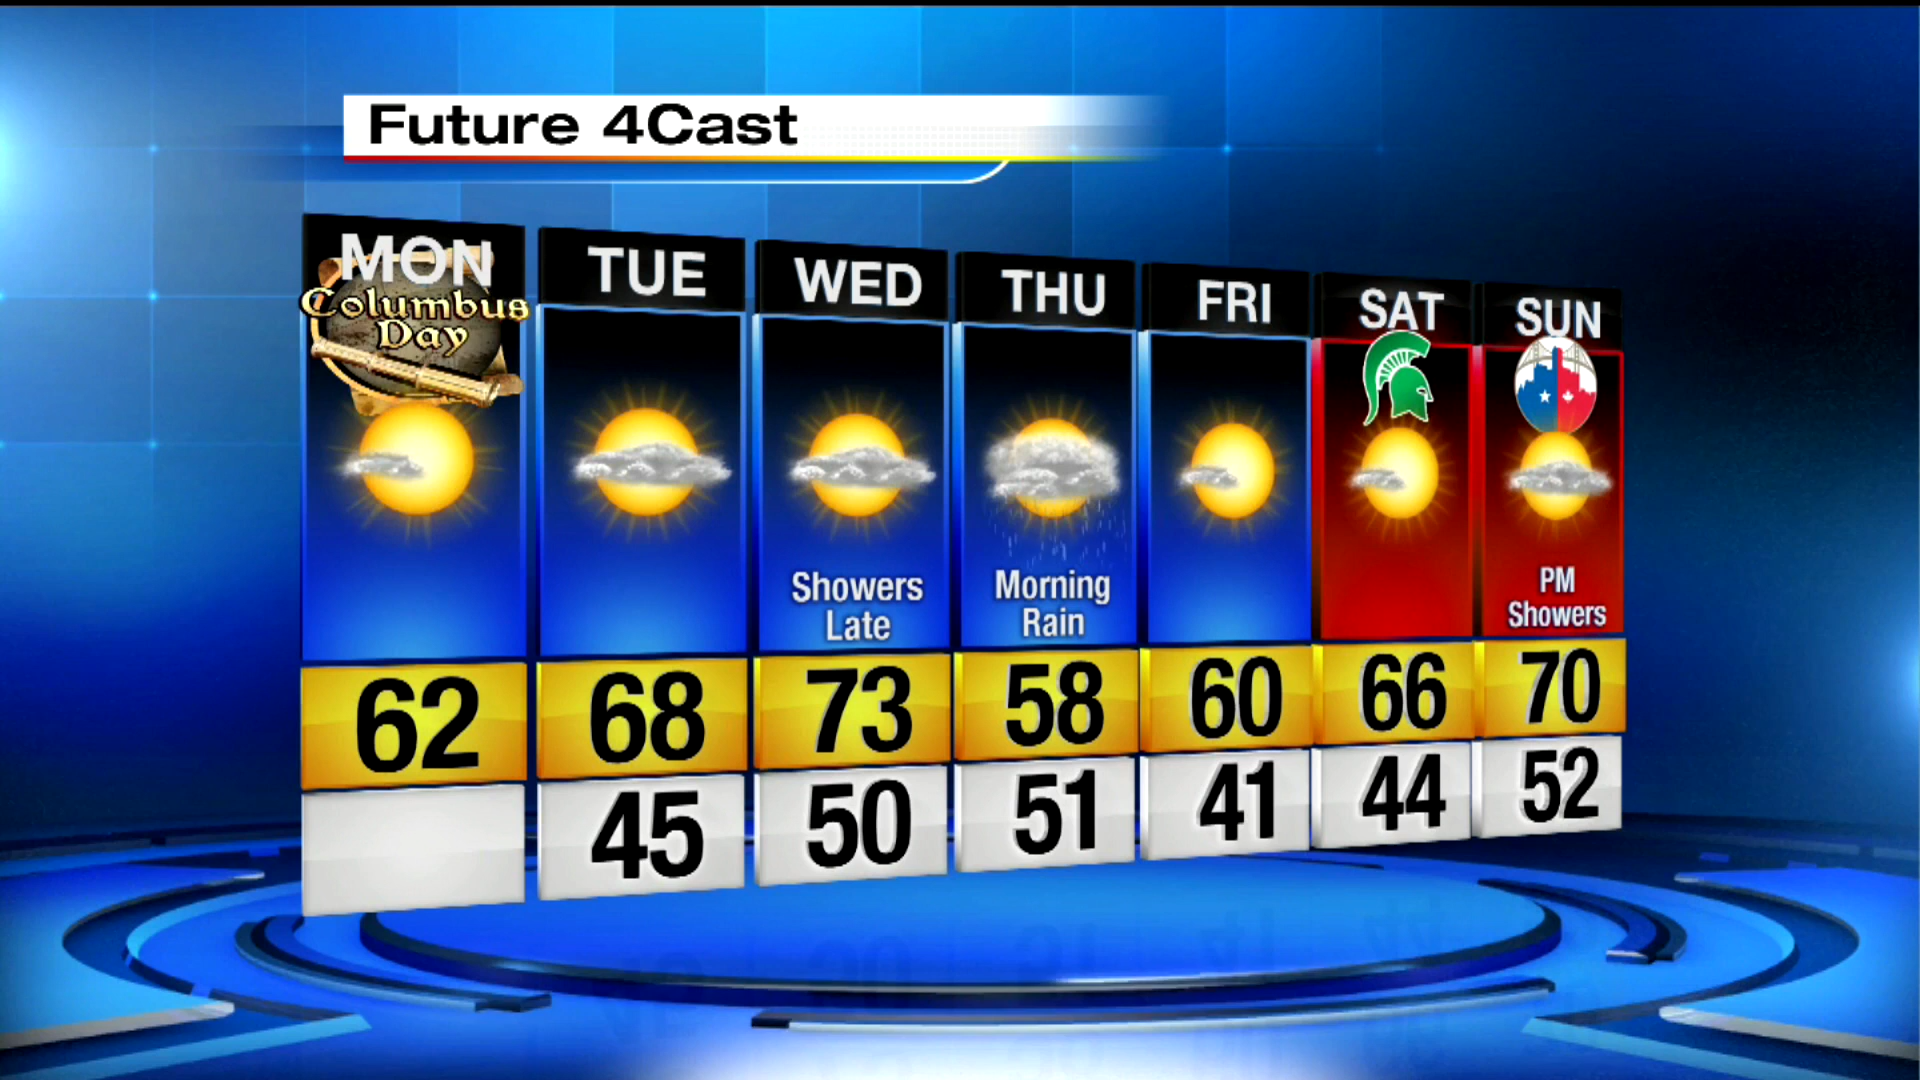 Future 4Cast
MON
Columbus
Day
TUE
WED
THU
FRI
SAT
SUN
Showers
Late
Morning
Rain
PM
Showers
62
68
73
58
60
66
70
45
50
51
41
44
52